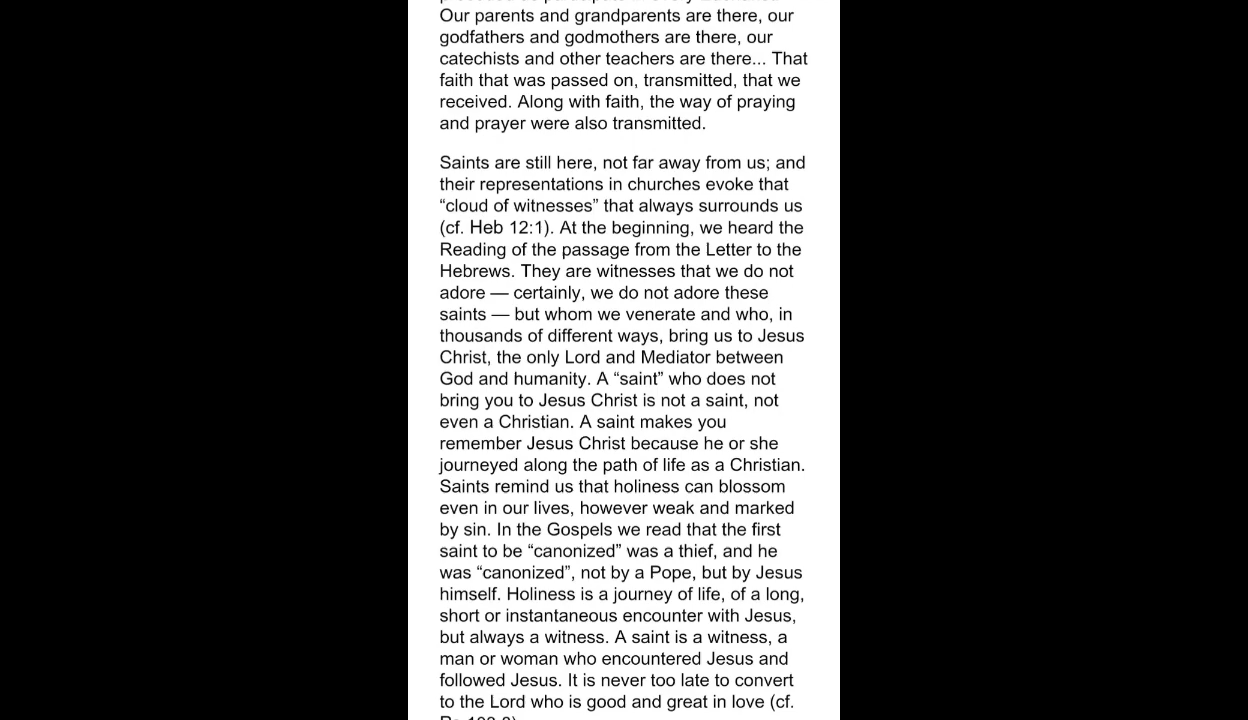 Our parents and grandparents are there, our
godfathers and godmothers are there, our
catechists and other teachers are there... That
faith that was passed on, transmitted, that we
received. Along with faith, the way of praying
and prayer were also transmitted.
Saints are still here, not far away from us; and
their representations in churches evoke that
“cloud of witnesses” that always surrounds us
(cf. Heb 12:1). At the beginning, we heard the
Reading of the passage from the Letter to the
Hebrews. They are witnesses that we do not
adore — certainly, we do not adore these
saints — but whom we venerate and who, in
thousands of different ways, bring us to Jesus
Christ, the only Lord and Mediator between
God and humanity. A “saint” who does not
bring you to Jesus Christ is not a saint, not
even a Christian. A saint makes you
remember Jesus Christ because he or she
journeyed along the path of life as a Christian.
Saints remind us that holiness can blossom
even in our lives, however weak and marked
by sin. In the Gospels we read that the first
saint to be “canonized” was a thief, and he
was “canonized”, not by a Pope, but by Jesus
himself. Holiness is a journey of life, of a long,
short or instantaneous encounter with Jesus,
but always a witness. A saint is a witness, a
man or woman who encountered Jesus and
followed Jesus. It is never too late to convert
to the Lord who is good and great in love (cf.